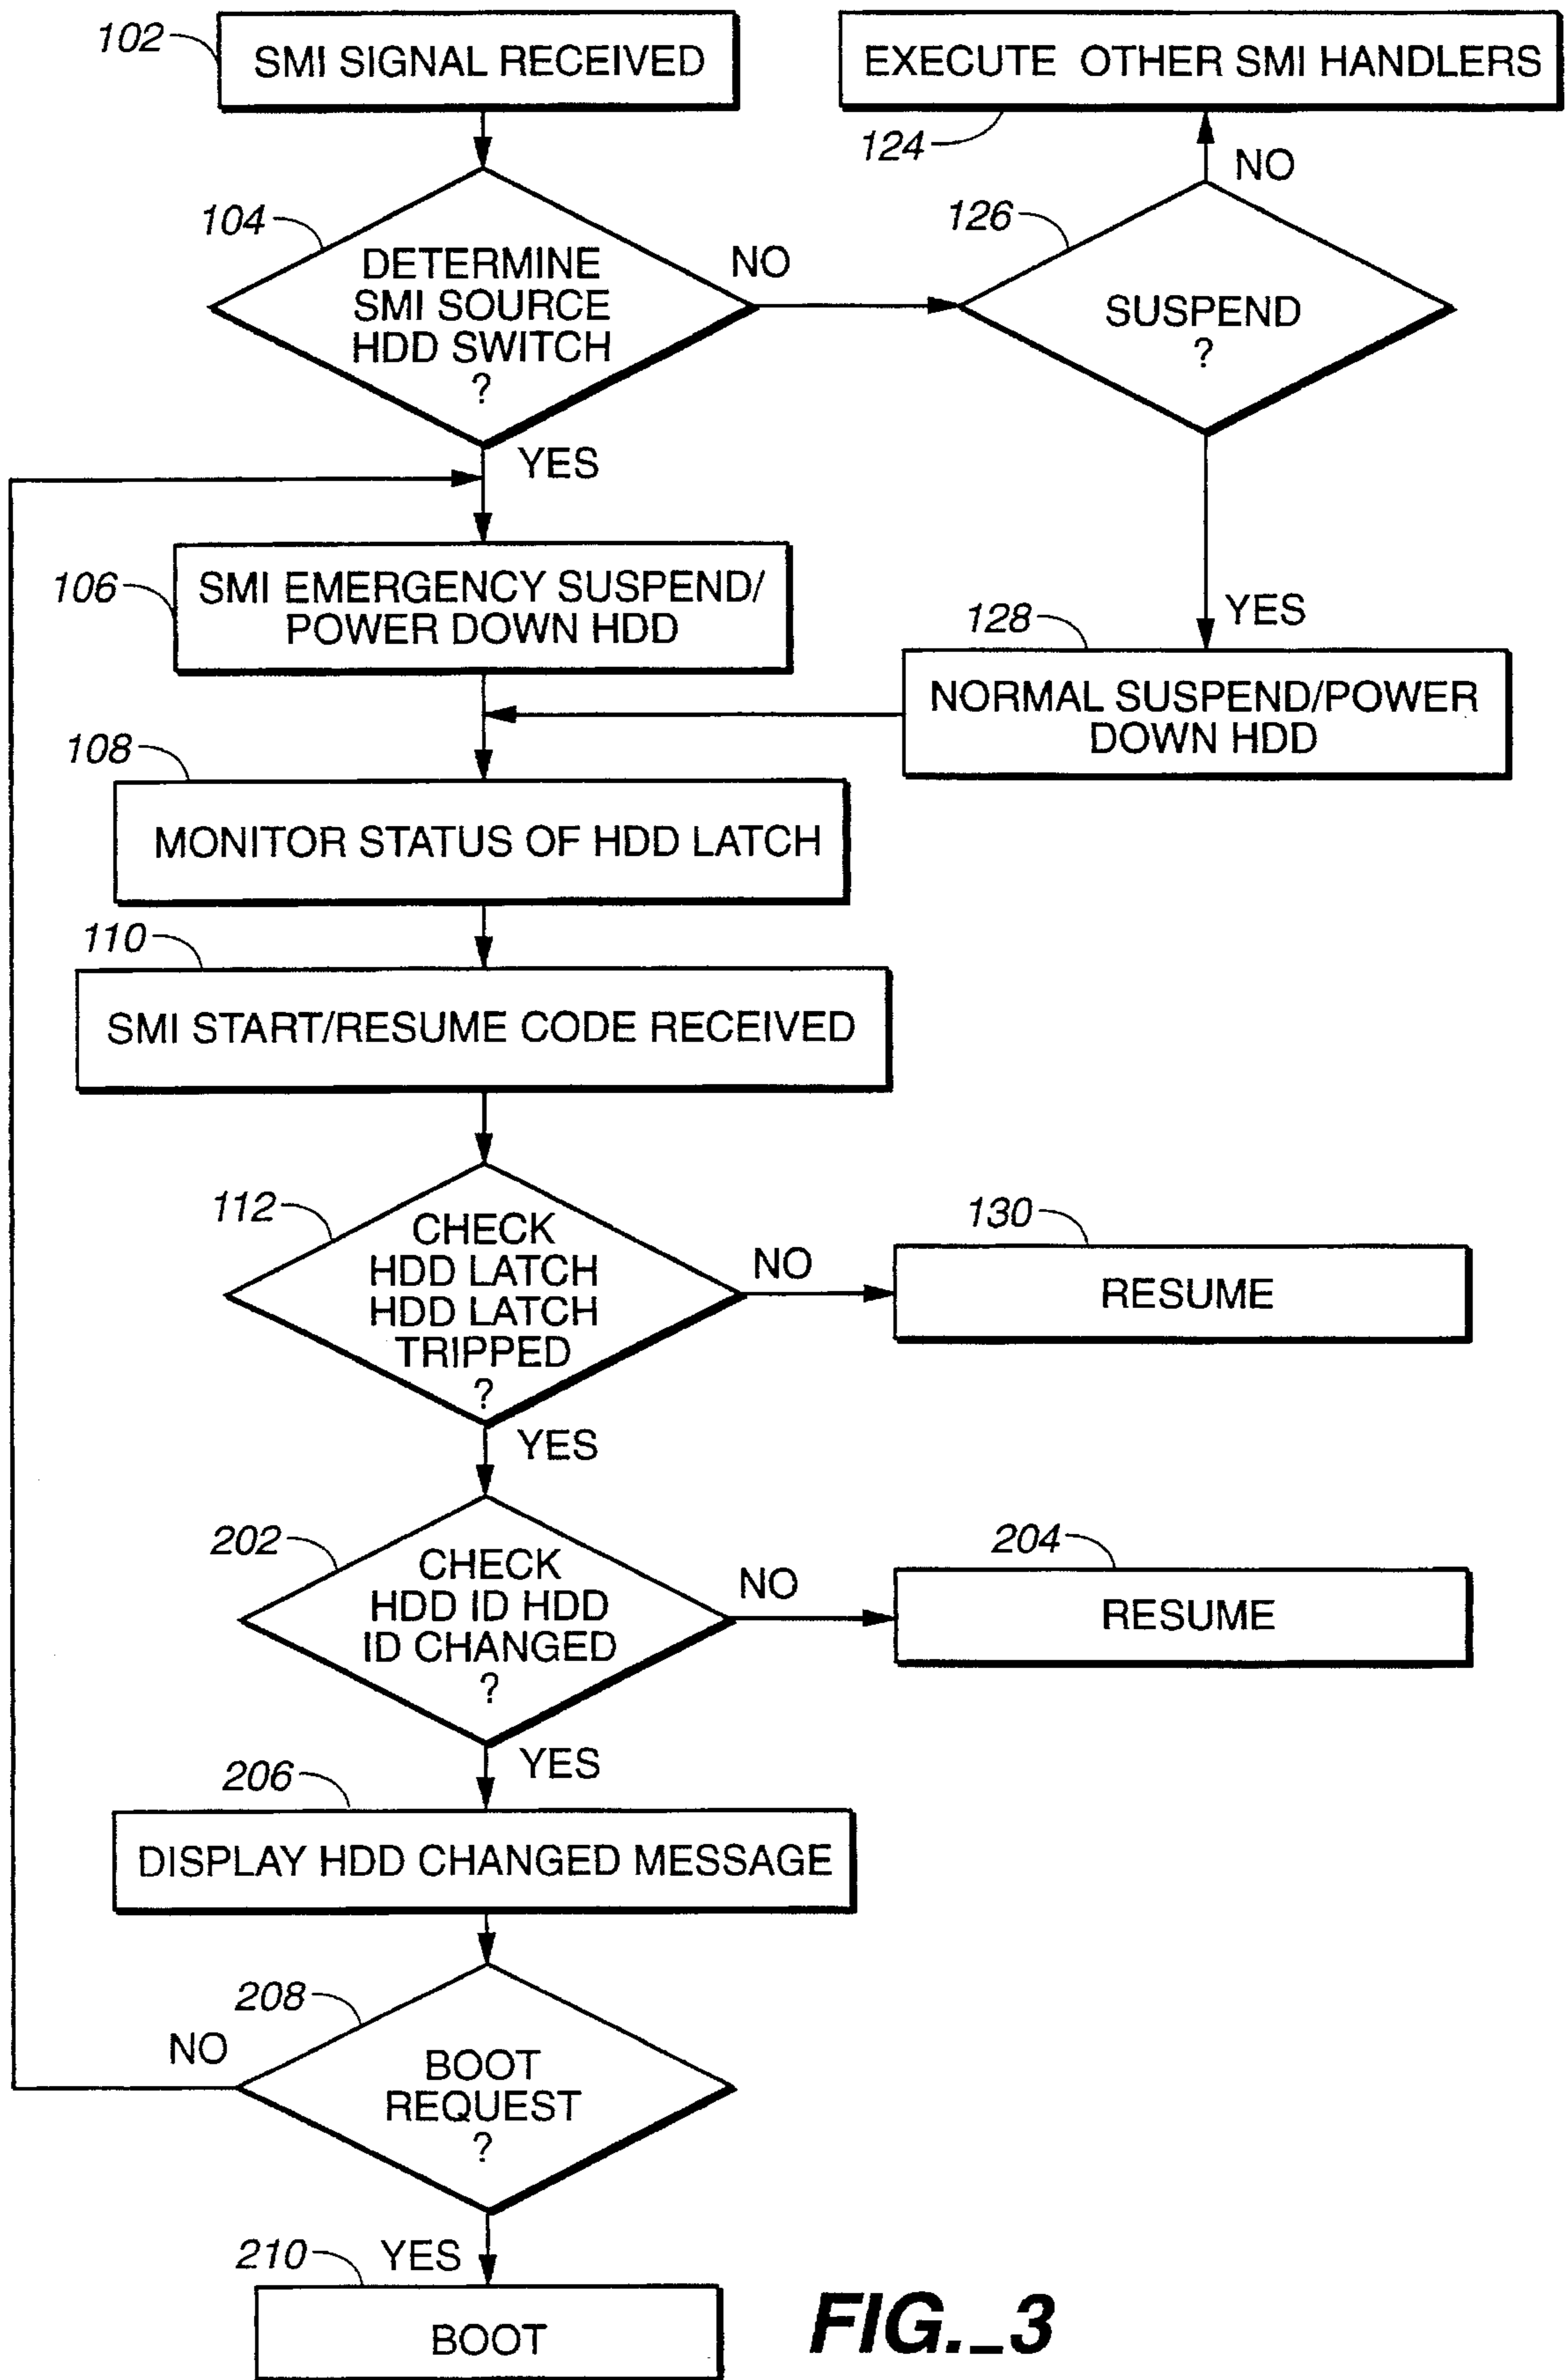 102
SMI SIGNAL RECEIVED
EXECUTE OTHER SMI HANDLERS
124
NO
104
DETERMINE
SMI SOURCE
HDD SWITCH
?
NO
126
SUSPEND
?
YES
YES
106
SMI EMERGENCY SUSPEND/
POWER DOWN HDD
128
NORMAL SUSPEND/POWER
DOWN HDD
108
MONITOR STATUS OF HDD LATCH
110
SMI START/RESUME CODE RECEIVED
112
CHECK
HDD LATCH
HDD LATCH
TRIPPED
?
NO
130
RESUME
YES
202
CHECK
HDD ID HDD
ID CHANGED
?
NO
204
RESUME
YES
206
DISPLAY HDD CHANGED MESSAGE
208
NO
BOOT
REQUEST
?
YES
210
BOOT
FIG._3